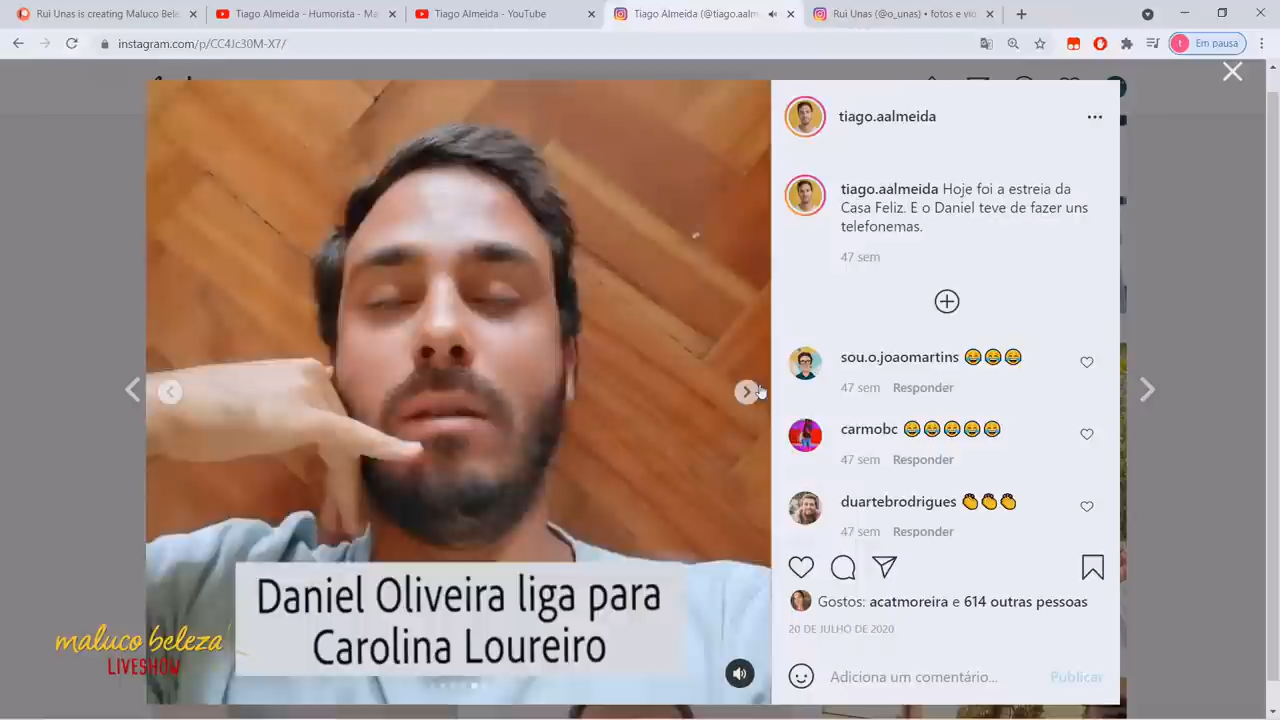 Rui Unas is creating Maluco Bele
Tiago Almeida - Humorista - Ma
Tiago Almeida - YouTube
Tiago Almeida (@tiago.aalm
Rui Unas (@o_unas) • fotos e vío
instagram.com/p/CC4Jc30M-X7/
t
Em pausa
tiago.aalmeida
tiago.aalmeida Hoje foi a estreia da
Casa Feliz. E o Daniel teve de fazer uns
telefonemas.
47 sem
sou.o.joaomartins 😂😂😂
47 sem Responder
carmobc 😂😂😂😂😂
47 sem Responder
duartebrodrigues 👏👏👏
47 sem Responder
Gostos: acatmoreira e 614 outras pessoas
20 DE JULHO DE 2020
Adiciona um comentário... Publicar
Daniel Oliveira liga para
Carolina Loureiro
maluco beleza
LIVESHOW